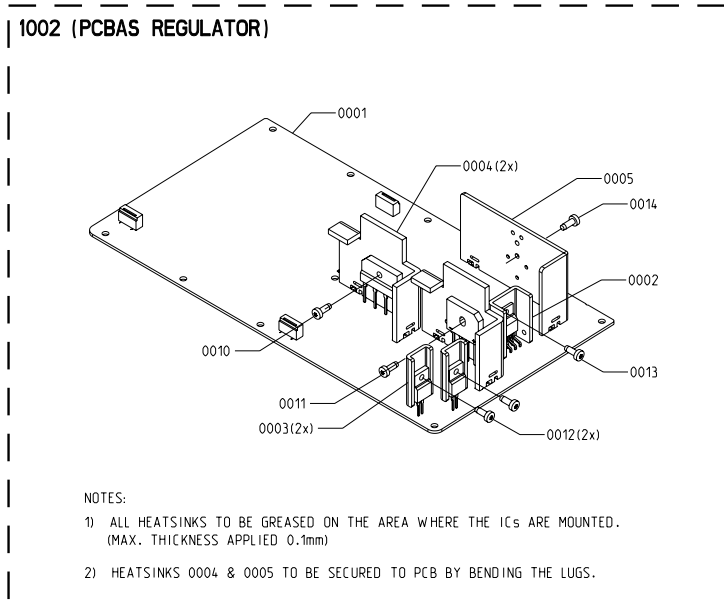 1002 (PCBAS REGULATOR)
0001
0004(2x)
0005
0014
0002
0010
0013
0011
0003(2x)
0012(2x)
NOTES:
1) ALL HEATSINKS TO BE GREASED ON THE AREA WHERE THE ICs ARE MOUNTED.
(MAX. THICKNESS APPLIED 0.1mm)
2) HEATSINKS 0004 & 0005 TO BE SECURED TO PCB BY BENDING THE LUGS.